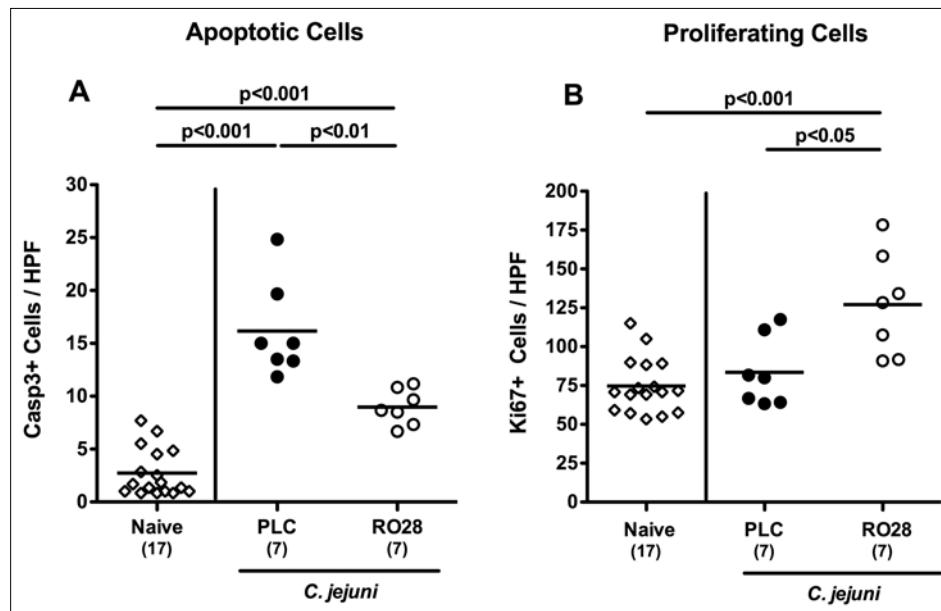 Apoptotic Cells
Proliferating Cells
A
p<0.001
p<0.001
p<0.01
30
25
20
15
10
5
0
Casp3+ Cells / HPF
Naive
(17)
PLC
(7)
RO28
(7)
C. jejuni
B
p<0.001
p<0.05
200
175
150
125
100
75
50
25
0
Ki67+ Cells / HPF
Naive
(17)
PLC
(7)
RO28
(7)
C. jejuni